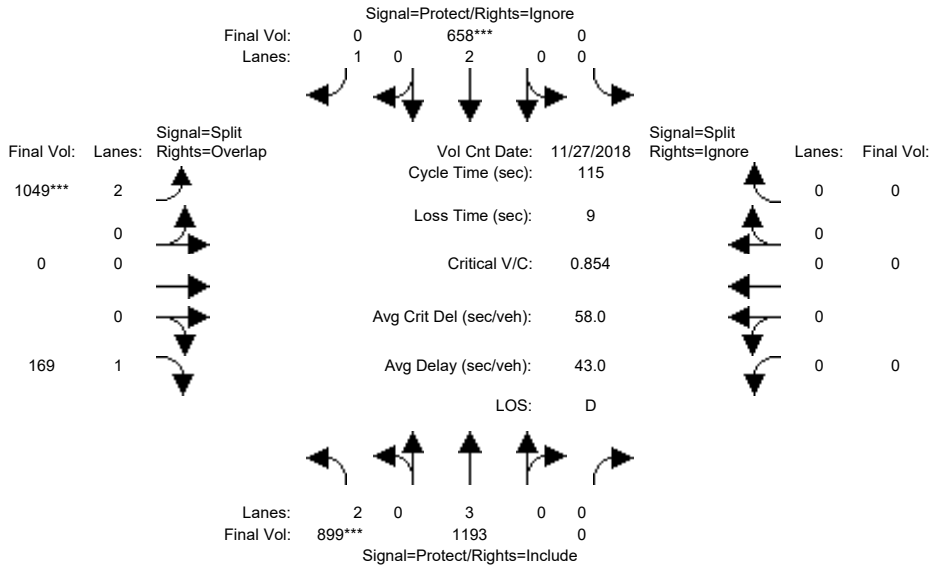 Signal=Protect/Rights=Ignore
Final Vol: 0 658*** 0
Lanes: 1 0 2 0 0
Signal=Split Signal=Split
Final Vol: Lanes: Rights=Overlap Vol Cnt Date: 11/27/2018 Rights=Ignore Lanes: Final Vol:
Cycle Time (sec): 115
1049*** 2 0 0
Loss Time (sec): 9
0 0
0 0 Critical V/C: 0.854 0 0
0 Avg Crit Del (sec/veh): 58.0 0
169 1 Avg Delay (sec/veh): 43.0 0 0
LOS: D
Lanes: 2 0 3 0 0
Final Vol: 899*** 1193 0
Signal=Protect/Rights=Include